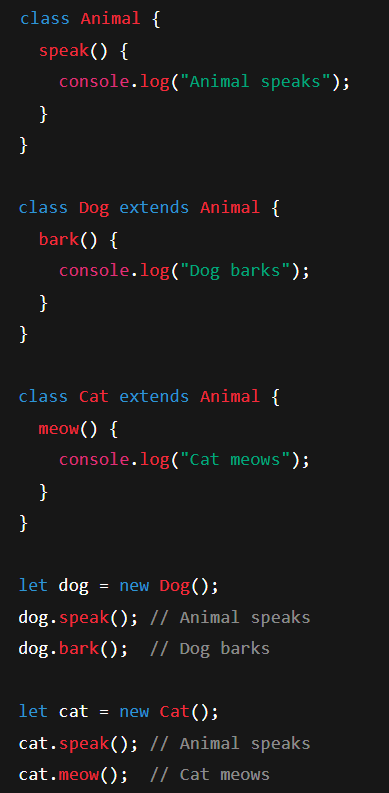 class Animal {
  speak() {
    console.log("Animal speaks");
  }
}

class Dog extends Animal {
  bark() {
    console.log("Dog barks");
  }
}

class Cat extends Animal {
  meow() {
    console.log("Cat meows");
  }
}

let dog = new Dog();
dog.speak(); // Animal speaks
dog.bark();  // Dog barks

let cat = new Cat();
cat.speak(); // Animal speaks
cat.meow();  // Cat meows